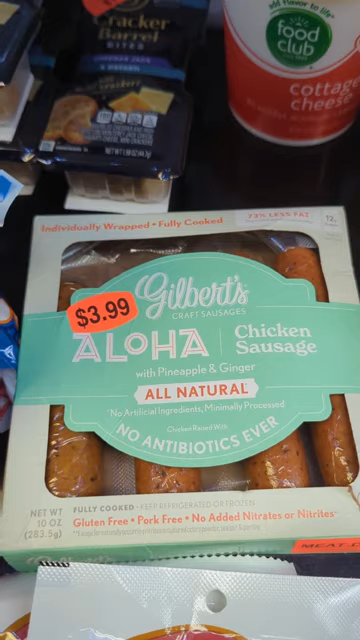 Cracker
Barrel
BITES
food
club
cottage
cheese
Individually Wrapped • Fully Cooked
73% LESS FAT
Gilbert's
CRAFT SAUSAGES
$3.99
ALOHA
Chicken
Sausage
with Pineapple & Ginger
ALL NATURAL*
*No Artificial Ingredients, Minimally Processed
Chicken Raised With
NO ANTIBIOTICS EVER
NET WT
10 OZ
(283.5g)
FULLY COOKED • KEEP REFRIGERATED OR FROZEN
Gluten Free • Pork Free • No Added Nitrates or Nitrites*